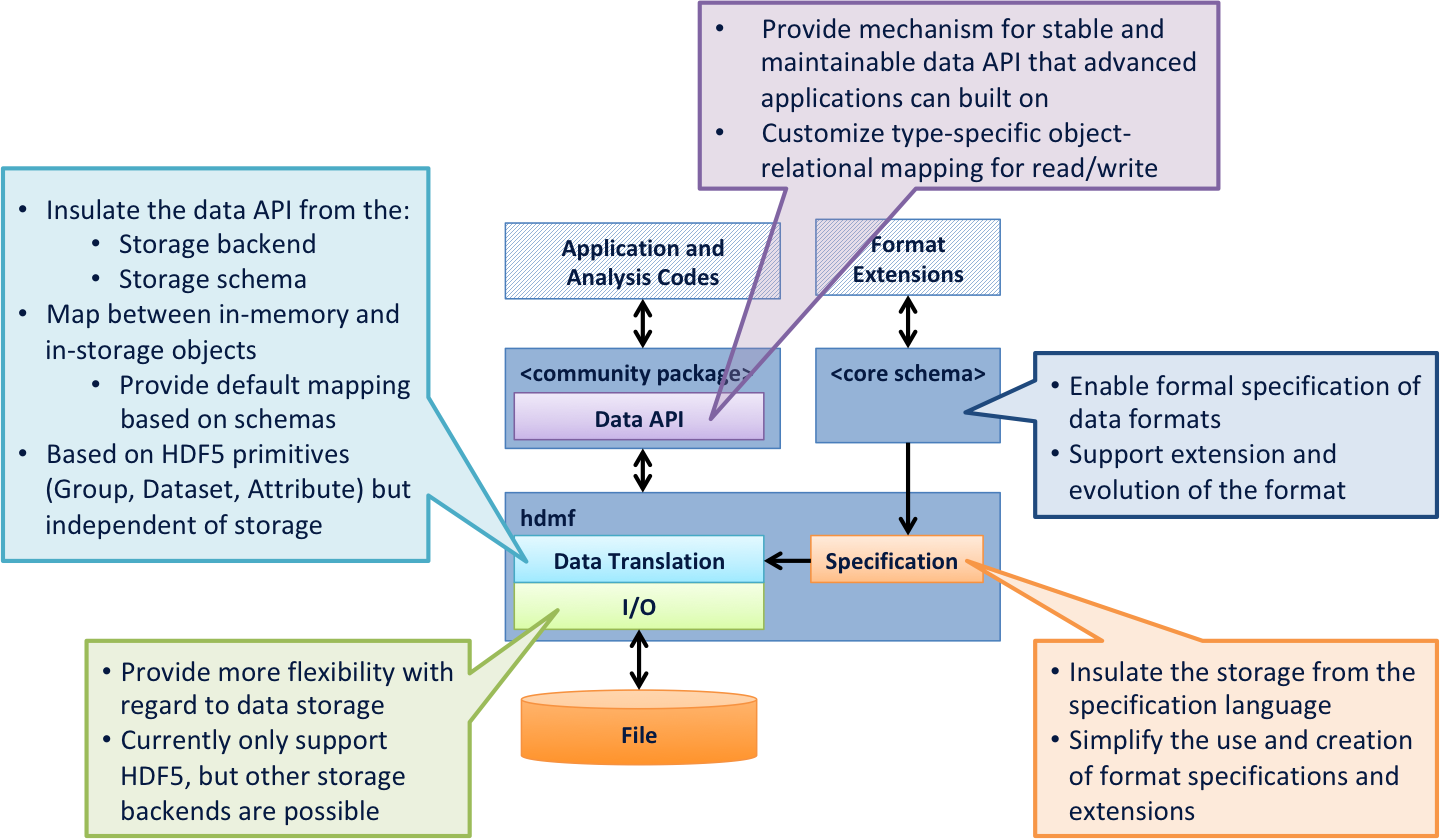 • Provide mechanism for stable and
maintainable data API that advanced
applications can built on
• Customize type-specific object-
relational mapping for read/write
• Insulate the data API from the:
• Storage backend
• Storage schema
• Map between in-memory and
in-storage objects
• Provide default mapping
based on schemas
• Based on HDF5 primitives
(Group, Dataset, Attribute) but
independent of storage
Application and
Analysis Codes
Format
Extensions
<community package>
Data API
<core schema>
• Enable formal specification of
data formats
• Support extension and
evolution of the format
hdmf
Data Translation
Specification
I/O
• Provide more flexibility with
regard to data storage
• Currently only support
HDF5, but other storage
backends are possible
File
• Insulate the storage from the
specification language
• Simplify the use and creation
of format specifications and
extensions